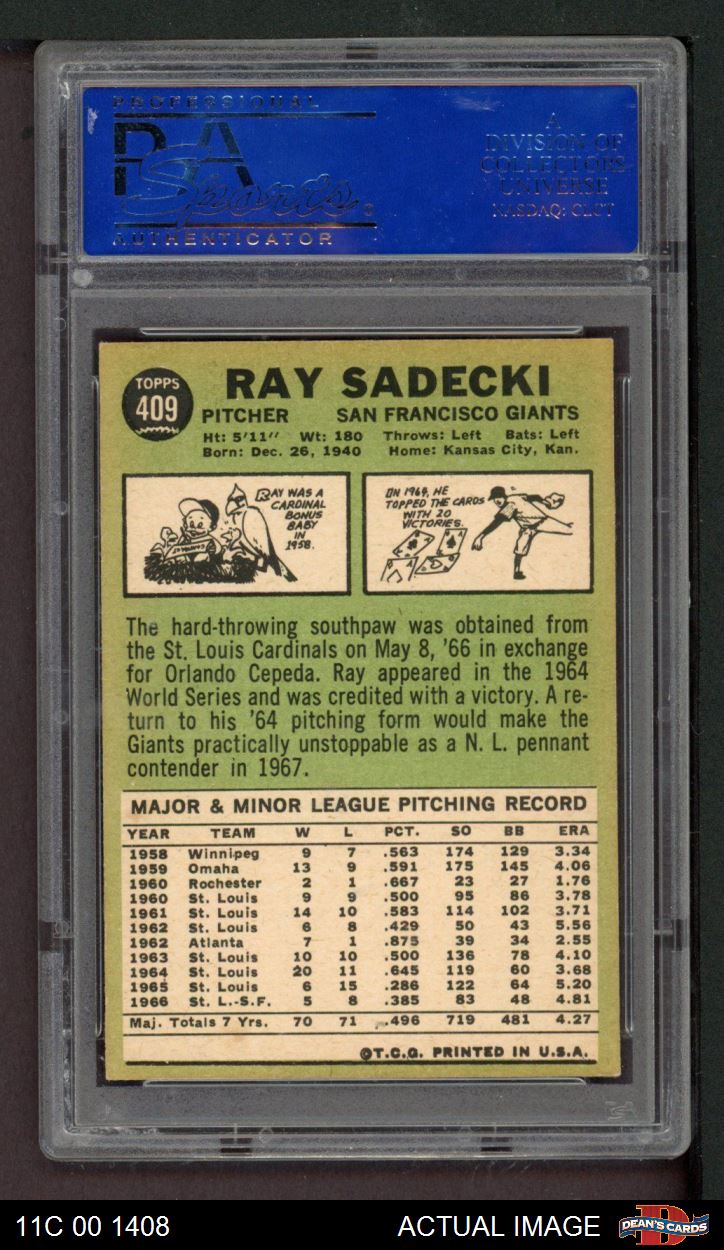 PROFESSIONAL
PSA
Sports
AUTHENTICATOR
A
DIVISION OF
COLLECTORS
UNIVERSE
NASDAQ: CLCT
TOPPS
409
RAY SADECKI
PITCHER SAN FRANCISCO GIANTS
Ht: 5'11" Wt: 180 Throws: Left Bats: Left
Born: Dec. 26, 1940 Home: Kansas City, Kan.
RAY WAS A
CARDINAL
BONUS
BABY
IN
1958.
IN 1964, HE
TOPPED THE CARDS
WITH 20
VICTORIES.
The hard-throwing southpaw was obtained from
the St. Louis Cardinals on May 8, '66 in exchange
for Orlando Cepeda. Ray appeared in the 1964
World Series and was credited with a victory. A re-
turn to his '64 pitching form would make the
Giants practically unstoppable as a N. L. pennant
contender in 1967.
MAJOR & MINOR LEAGUE PITCHING RECORD
YEAR TEAM W L PCT. SO BB ERA
1958 Winnipeg 9 7 .563 174 129 3.34
1959 Omaha 13 9 .591 175 145 4.06
1960 Rochester 2 1 .667 23 27 1.76
1960 St. Louis 9 9 .500 95 86 3.78
1961 St. Louis 14 10 .583 114 102 3.71
1962 St. Louis 6 8 .429 50 43 5.56
1962 Atlanta 7 1 .875 39 34 2.55
1963 St. Louis 10 10 .500 136 78 4.10
1964 St. Louis 20 11 .645 119 60 3.68
1965 St. Louis 6 15 .286 122 64 5.20
1966 St. L.-S.F. 5 8 .385 83 48 4.81
Maj. Totals 7 Yrs. 70 71 .496 719 481 4.27
©T.C.G. PRINTED IN U.S.A.
11C 00 1408 ACTUAL IMAGE DEAN'S CARDS